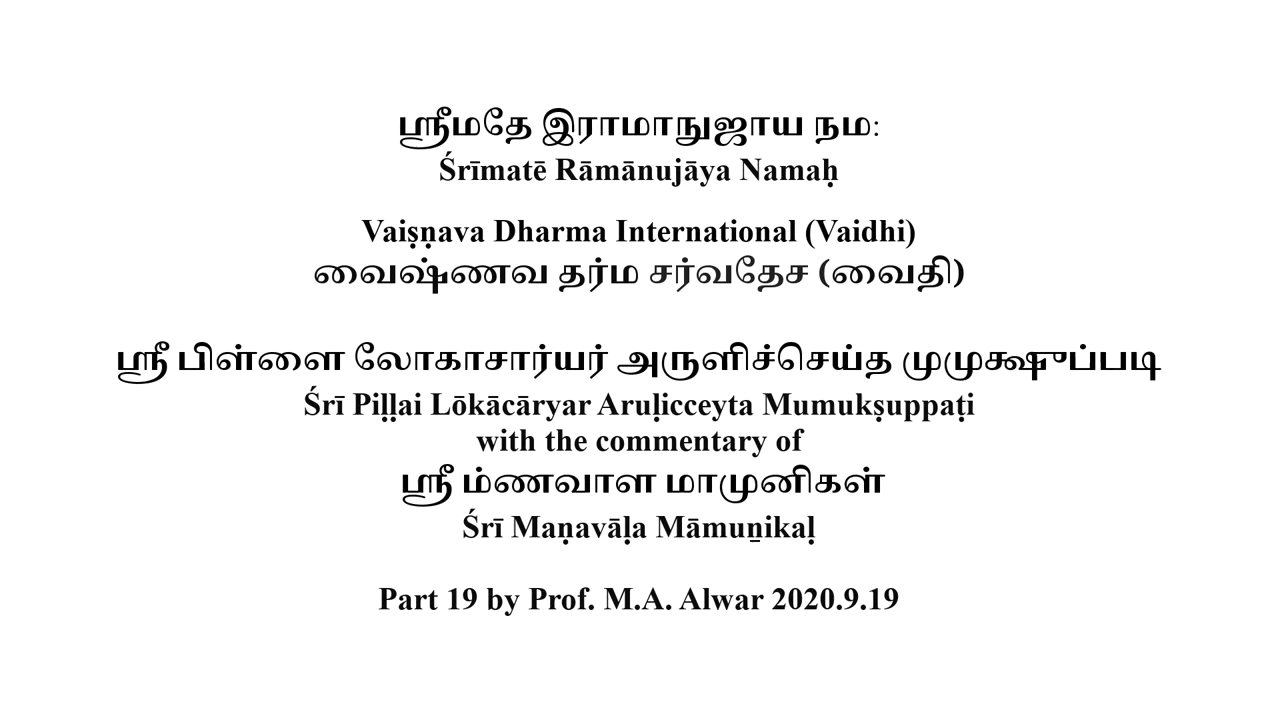 ஸ்ரீமதே இராமாநுஜாய நம:
Śrīmatē Rāmānujāya Namaḥ
Vaiṣṇava Dharma International (Vaidhi)
வைஷ்ணவ தர்ம சர்வதேச (வைதி)
ஸ்ரீ பிள்ளை லோகாசார்யர் அருளிச்செய்த முமுக்ஷுப்படி
Śrī Piḷḷai Lōkācāryar Aruḷicceyta Mumukṣuppaṭi
with the commentary of
ஸ்ரீ ம்ணவாள மாமுனிகள்
Śrī Maṇavāḷa Māmuṉikaḷ
Part 19 by Prof. M.A. Alwar 2020.9.19